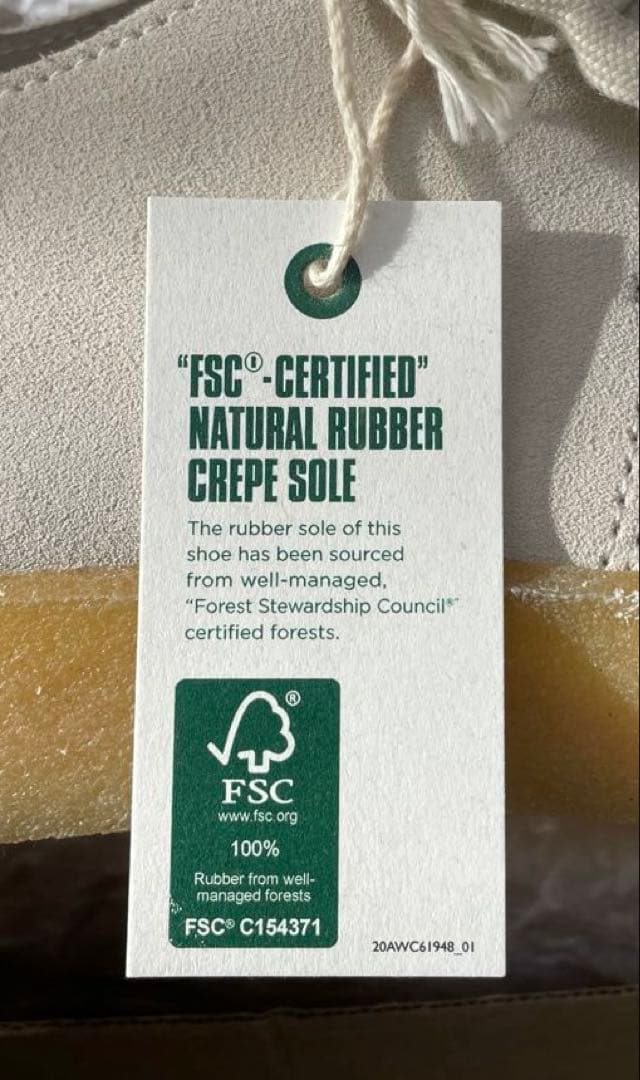 “FSC®-CERTIFIED”
NATURAL RUBBER
CREPE SOLE
The rubber sole of this
shoe has been sourced
from well-managed,
“Forest Stewardship Council®”
certified forests.
®
FSC
www.fsc.org
100%
Rubber from well-
managed forests
FSC® C154371
20AWC61948_01